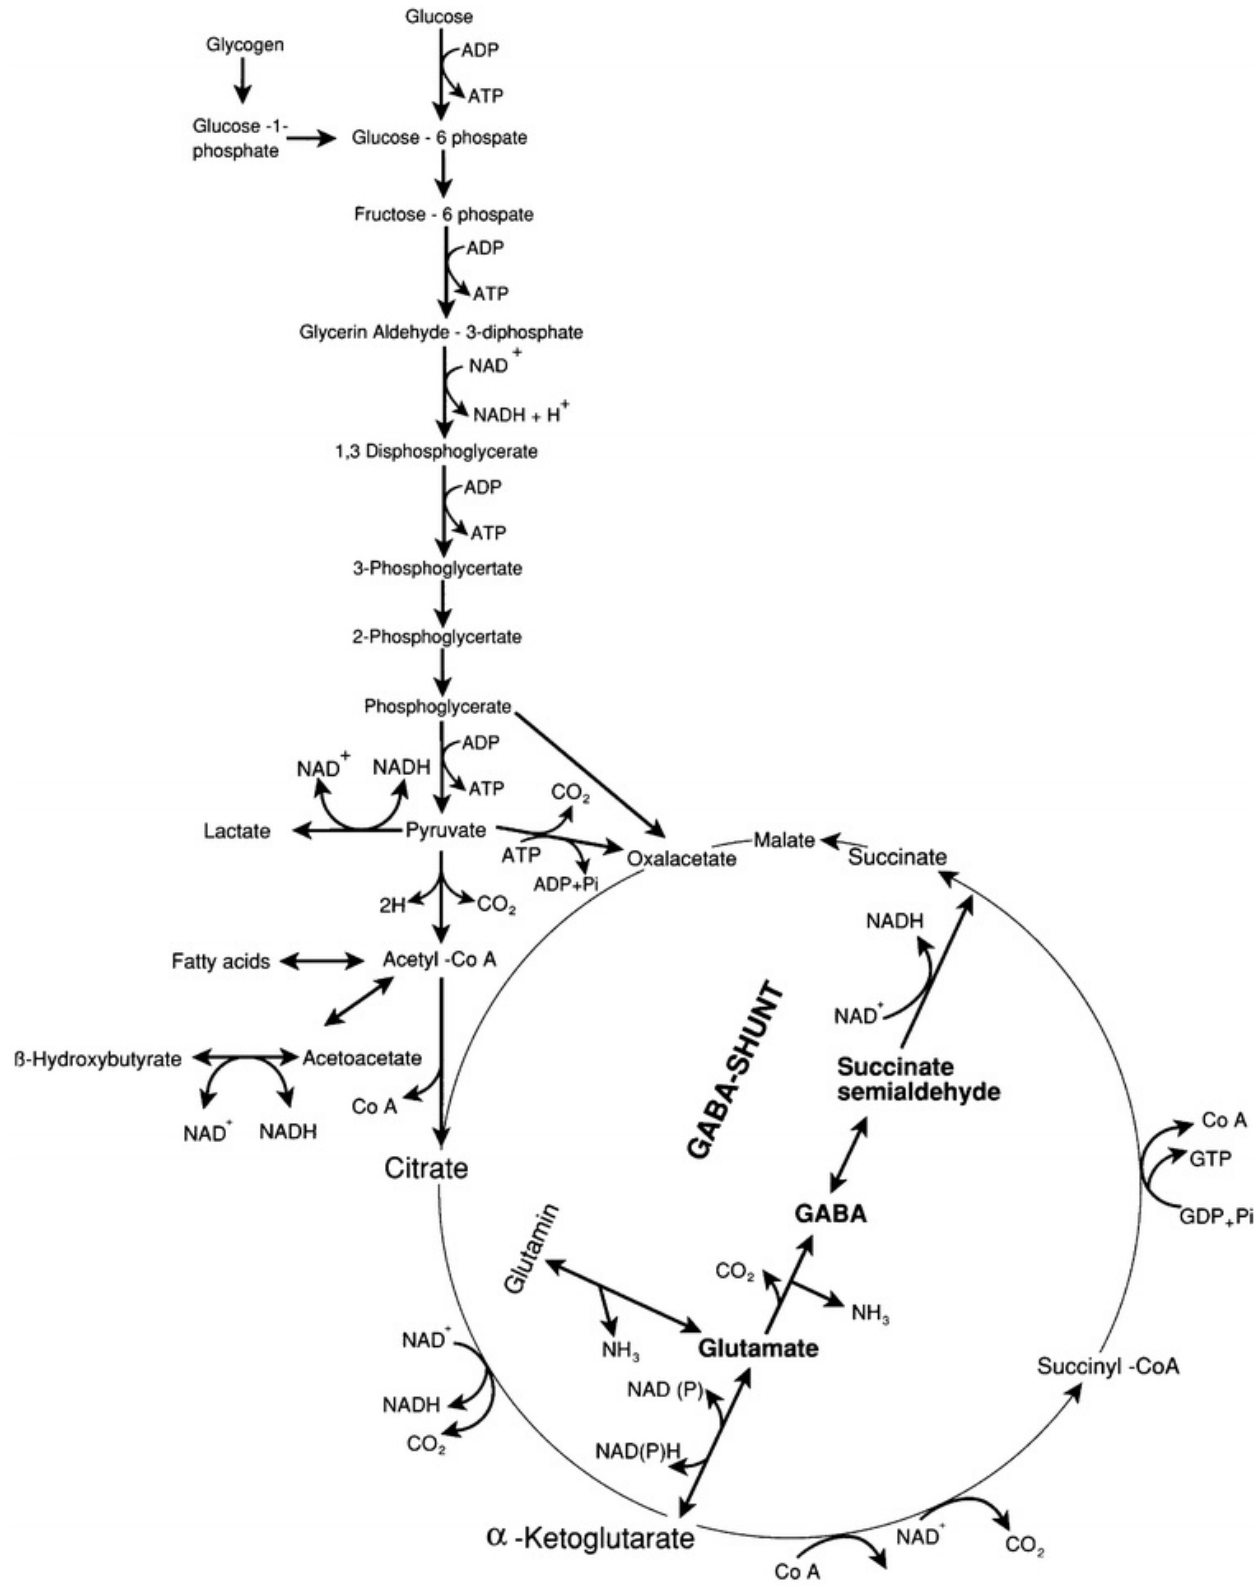 Glucose
Glycogen
ADP
ATP
Glucose -1-
phosphate
Glucose - 6 phospate
Fructose - 6 phospate
ADP
ATP
Glycerin Aldehyde - 3-diphosphate
NAD+
NADH + H+
1,3 Disphosphoglycerate
ADP
ATP
3-Phosphoglycertate
2-Phosphoglycertate
Phosphoglycerate
ADP
ATP
NAD+
NADH
CO2
Lactate
Pyruvate
ATP
ADP+Pi
Oxalacetate
Malate
Succinate
2H
CO2
NADH
Fatty acids
Acetyl -Co A
NAD+
GABA-SHUNT
ß-Hydroxybutyrate
Acetoacetate
Succinate
semialdehyde
Co A
NAD+
NADH
Co A
GTP
GDP+Pi
Citrate
GABA
Glutamin
CO2
NH3
NH3
Glutamate
NAD+
NADH
CO2
NAD (P)
NAD(P)H
Succinyl -CoA
α -Ketoglutarate
NAD+
CO2
Co A